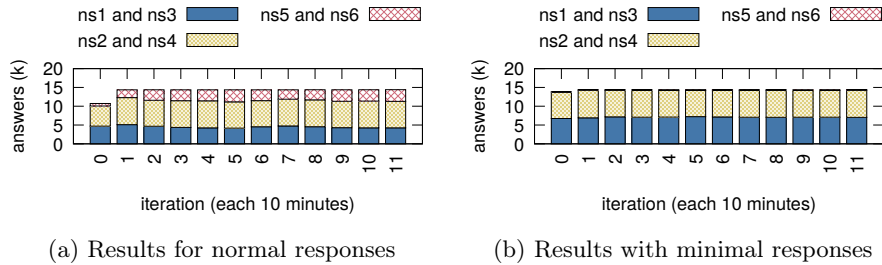 ns1 and ns3
ns5 and ns6
ns2 and ns4
answers (k)
20
15
10
5
0
0 1 2 3 4 5 6 7 8 9 10 11
iteration (each 10 minutes)
(a) Results for normal responses
ns1 and ns3
ns5 and ns6
ns2 and ns4
answers (k)
20
15
10
5
0
0 1 2 3 4 5 6 7 8 9 10 11
iteration (each 10 minutes)
(b) Results with minimal responses